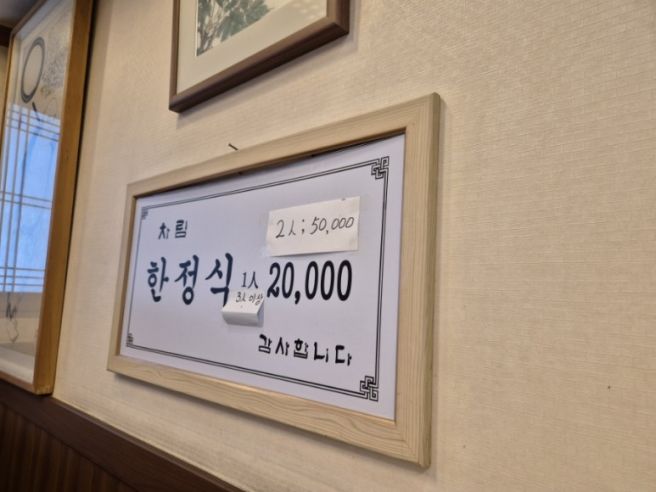 차림
2人; 50,000
한정식 1人 20,000
3人 이상
감사합니다